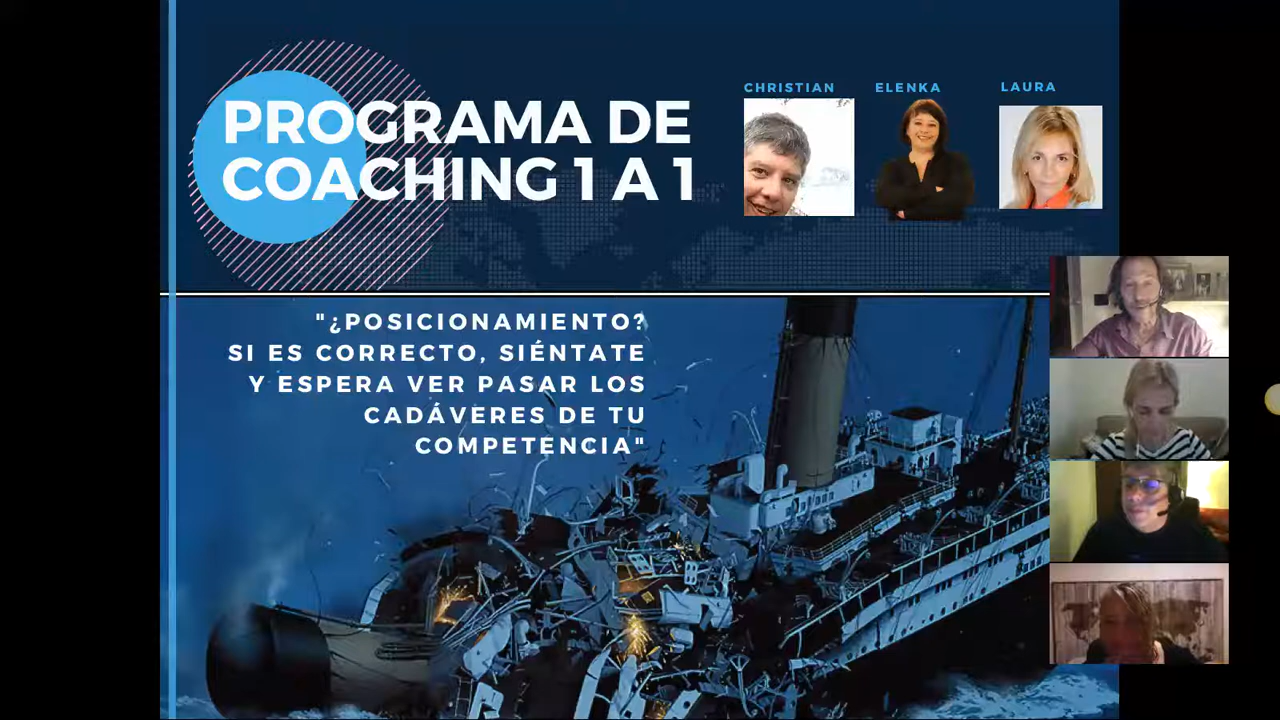 PROGRAMA DE
COACHING 1 A 1
CHRISTIAN
ELENKA
LAURA
"¿POSICIONAMIENTO?
SI ES CORRECTO, SIÉNTATE
Y ESPERA VER PASAR LOS
CADÁVERES DE TU
COMPETENCIA"